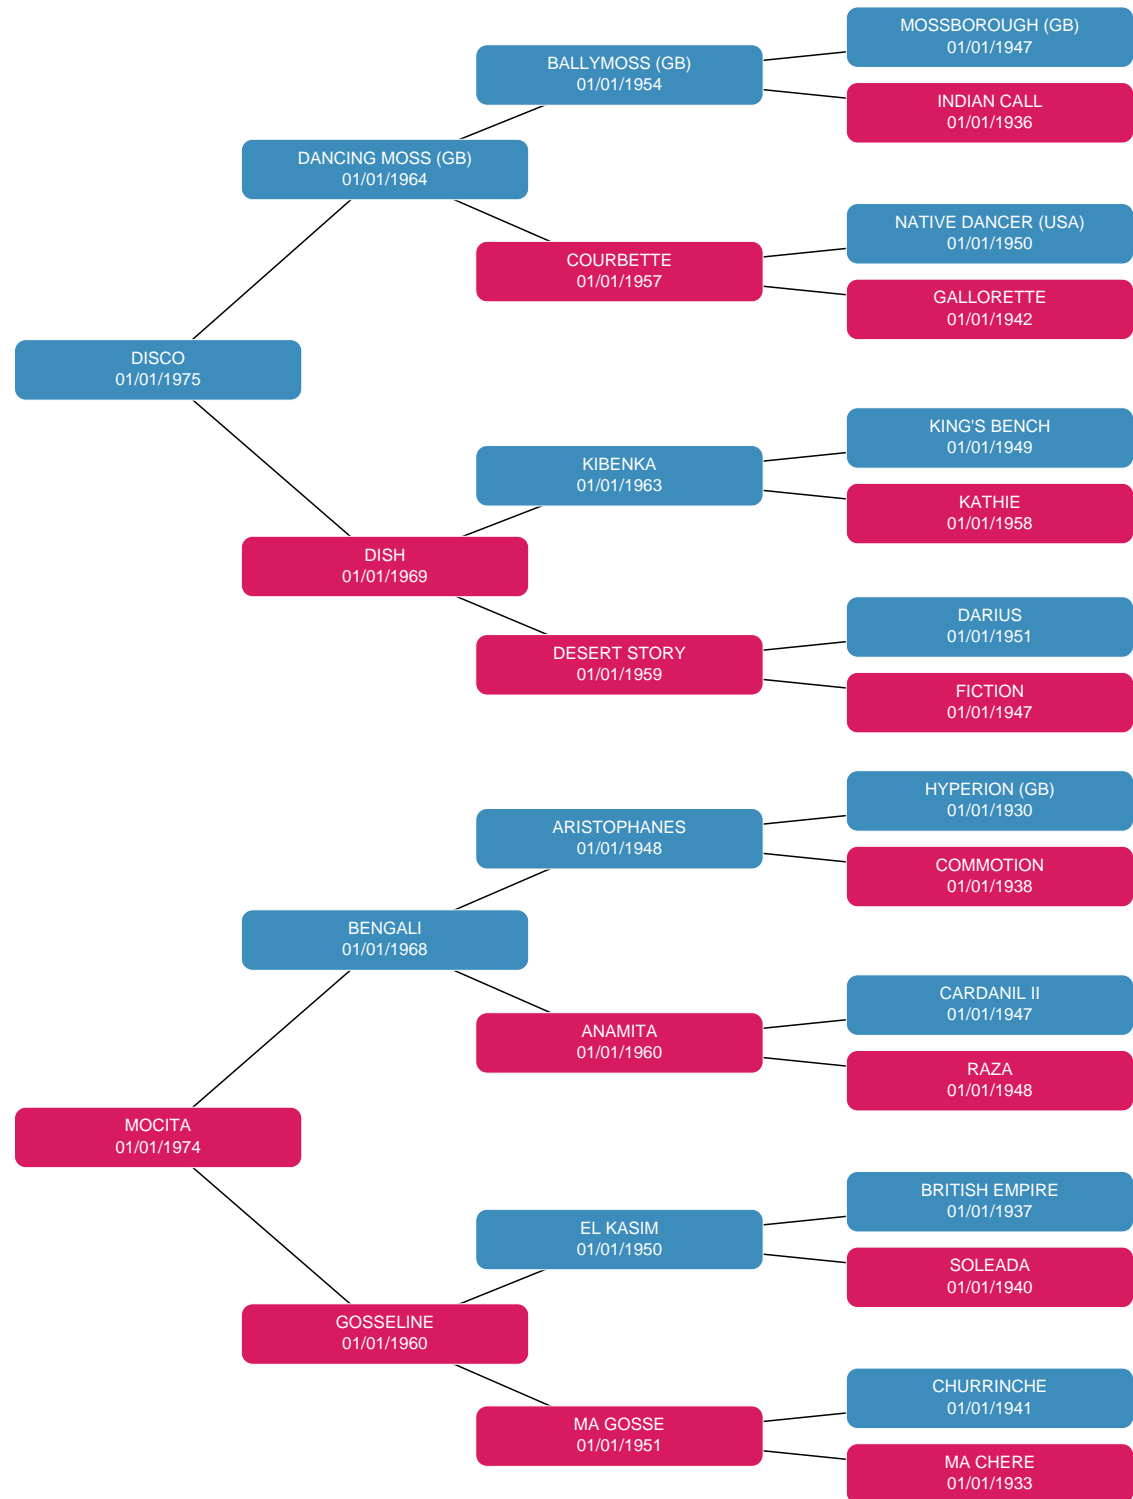 MOSSBOROUGH (GB)
01/01/1947
BALLYMOSS (GB)
01/01/1954
INDIAN CALL
01/01/1936
DANCING MOSS (GB)
01/01/1964
NATIVE DANCER (USA)
01/01/1950
COURBETTE
01/01/1957
GALLORETTE
01/01/1942
DISCO
01/01/1975
KING'S BENCH
01/01/1949
KIBENKA
01/01/1963
KATHIE
01/01/1958
DISH
01/01/1969
DARIUS
01/01/1951
DESERT STORY
01/01/1959
FICTION
01/01/1947
HYPERION (GB)
01/01/1930
ARISTOPHANES
01/01/1948
COMMOTION
01/01/1938
BENGALI
01/01/1968
CARDANIL II
01/01/1947
ANAMITA
01/01/1960
RAZA
01/01/1948
MOCITA
01/01/1974
BRITISH EMPIRE
01/01/1937
EL KASIM
01/01/1950
SOLEADA
01/01/1940
GOSSELINE
01/01/1960
CHURRINCHE
01/01/1941
MA GOSSE
01/01/1951
MA CHERE
01/01/1933